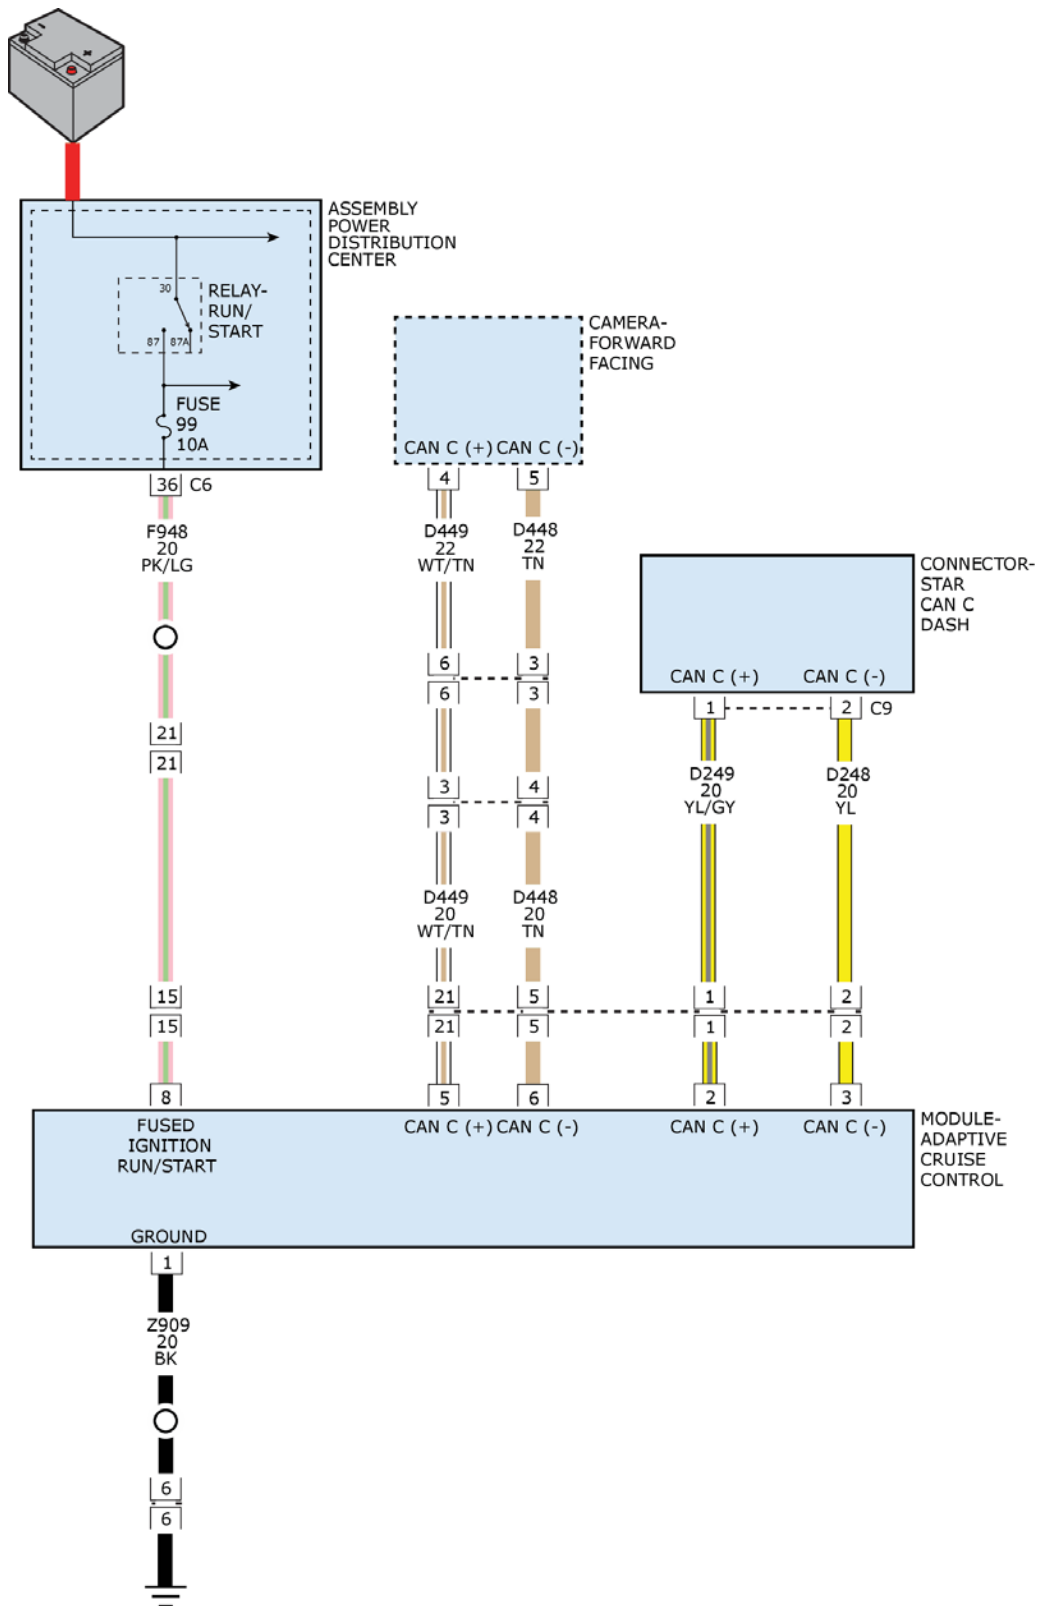 -
+
ASSEMBLY
POWER
DISTRIBUTION
CENTER
30
RELAY-
RUN/
START
87 87A
FUSE
99
10A
36 C6
F948
20
PK/LG
21
21
15
15
8
CAMERA-
FORWARD
FACING
CAN C (+) CAN C (-)
4 5
D449 D448
22 22
WT/TN TN
6 3
6 3
3 4
3 4
D449 D448
20 20
WT/TN TN
21 5
21 5
5 6
CONNECTOR-
STAR
CAN C
DASH
CAN C (+) CAN C (-)
1 2 C9
D249 D248
20 20
YL/GY YL
1 2
1 2
2 3
MODULE-
ADAPTIVE
CRUISE
CONTROL
FUSED
IGNITION
RUN/START
CAN C (+) CAN C (-) CAN C (+) CAN C (-)
GROUND
1
Z909
20
BK
6
6